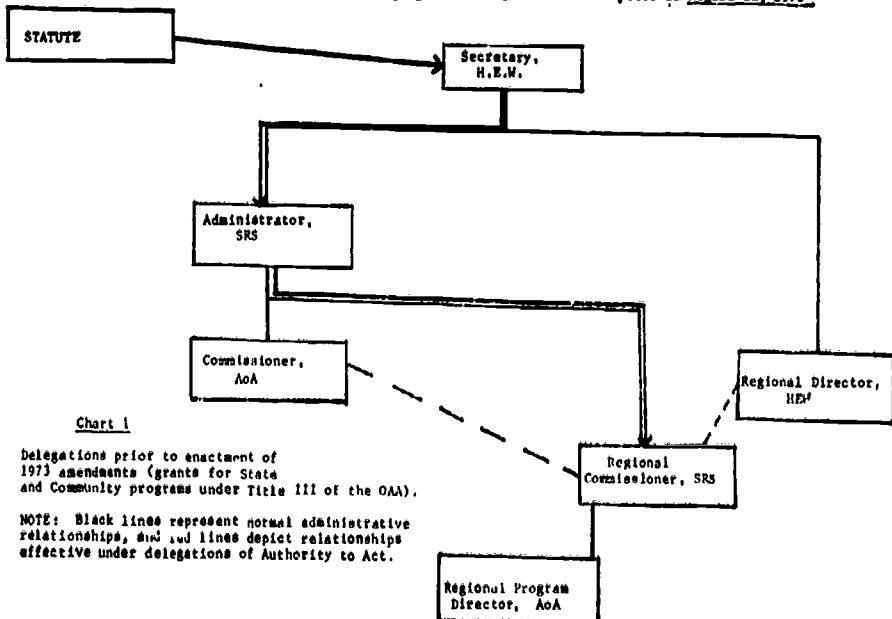 STATUTE
Secretary,
H.E.W.
Administrator,
SRS
Commissioner,
AoA
Regional Director,
HEW
Chart 1
Delegations prior to enactment of
1973 amendments (grants for State
and Community programs under Title III of the OAA).
Regional
Commissioner, SRS
NOTE: Black lines represent normal administrative
relationships, and lines depict relationships
effective under delegations of Authority to Act.
Regional Program
Director, AoA